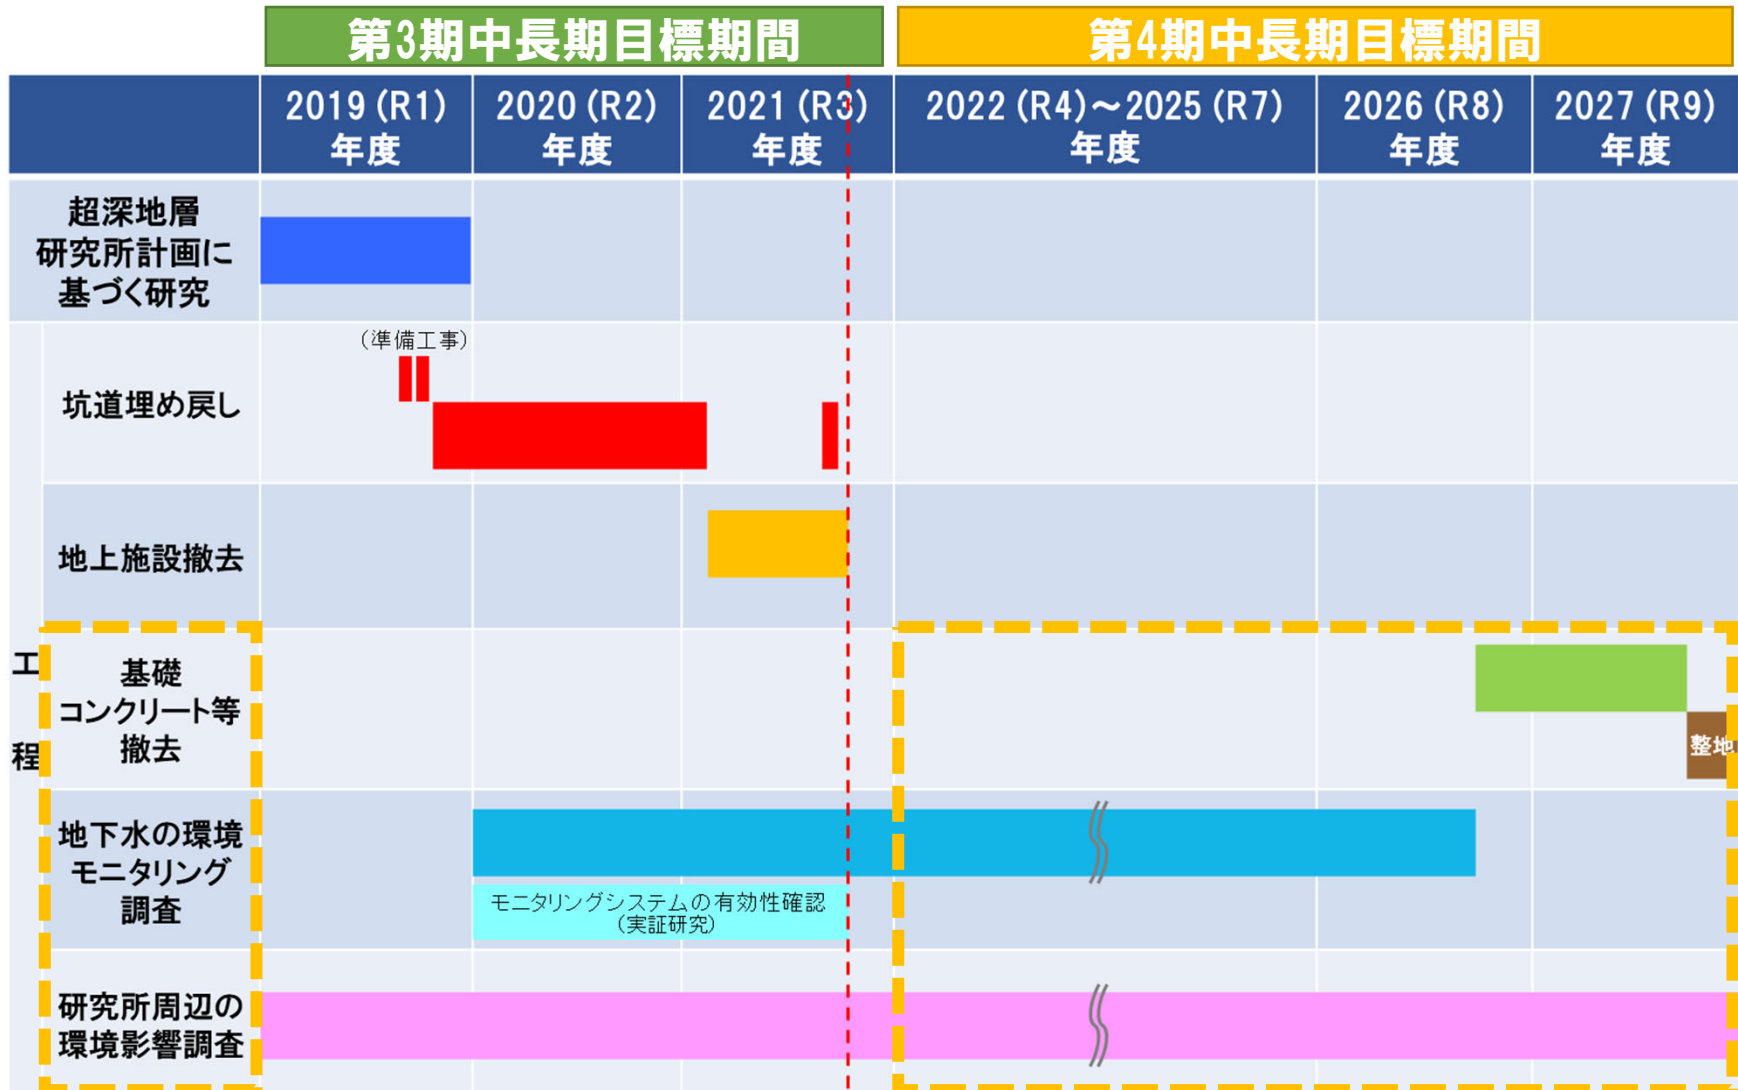 第3期中長期目標期間
第4期中長期目標期間
2019(R1)
年度
2020(R2)
年度
2021(R3)
年度
2022(R4)～2025(R7)
年度
2026(R8)
年度
2027(R9)
年度
超深地層
研究所計画に
基づく研究
工
程
(準備工事)
坑道埋め戻し
地上施設撤去
基礎
コンクリート等
撤去
整地
地下水の環境
モニタリング
調査
モニタリングシステムの有効性確認
(実証研究)
研究所周辺の
環境影響調査